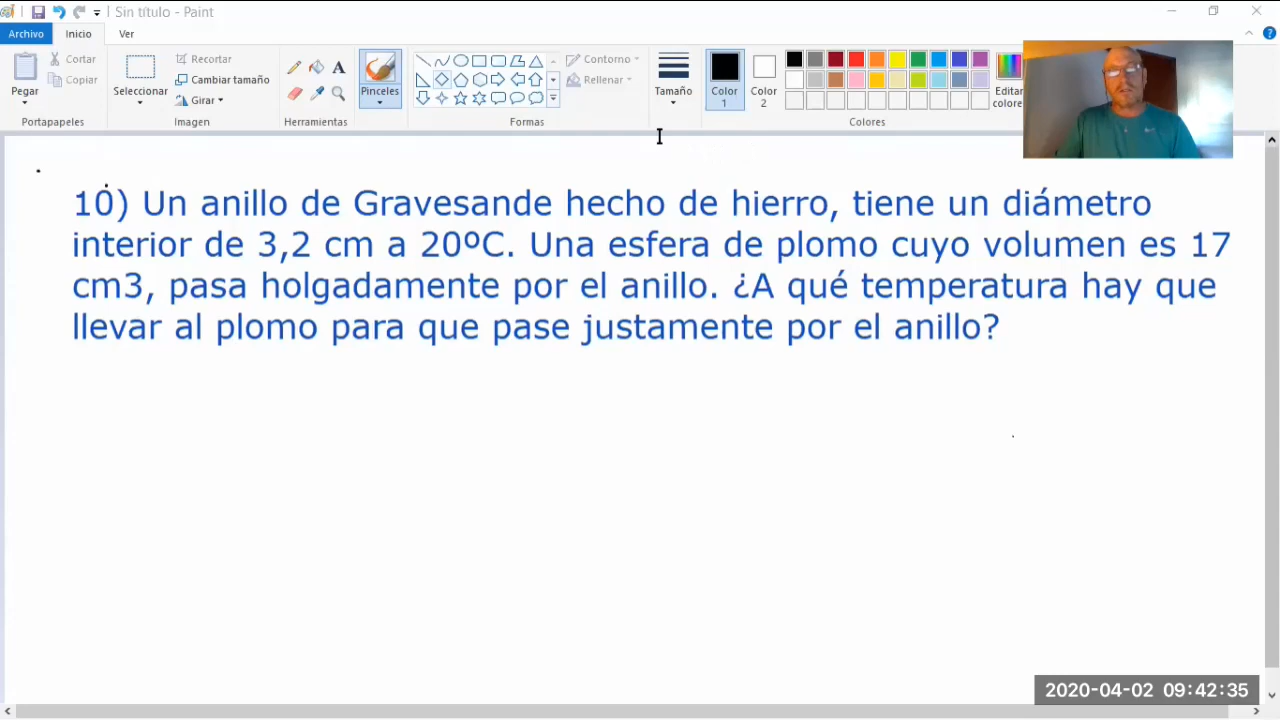 Sin título - Paint
Archivo Inicio Ver
Pegar
Cortar
Copiar
Portapapeles
Seleccionar
Recortar
Cambiar tamaño
Girar
Imagen
A
Herramientas
Pinceles
Contorno
Rellenar
Formas
Tamaño
Color
1
Color
2
Editar
colore
Colores
10) Un anillo de Gravesande hecho de hierro, tiene un diámetro
interior de 3,2 cm a 20ºC. Una esfera de plomo cuyo volumen es 17
cm3, pasa holgadamente por el anillo. ¿A qué temperatura hay que
llevar al plomo para que pase justamente por el anillo?
2020-04-02 09:42:35